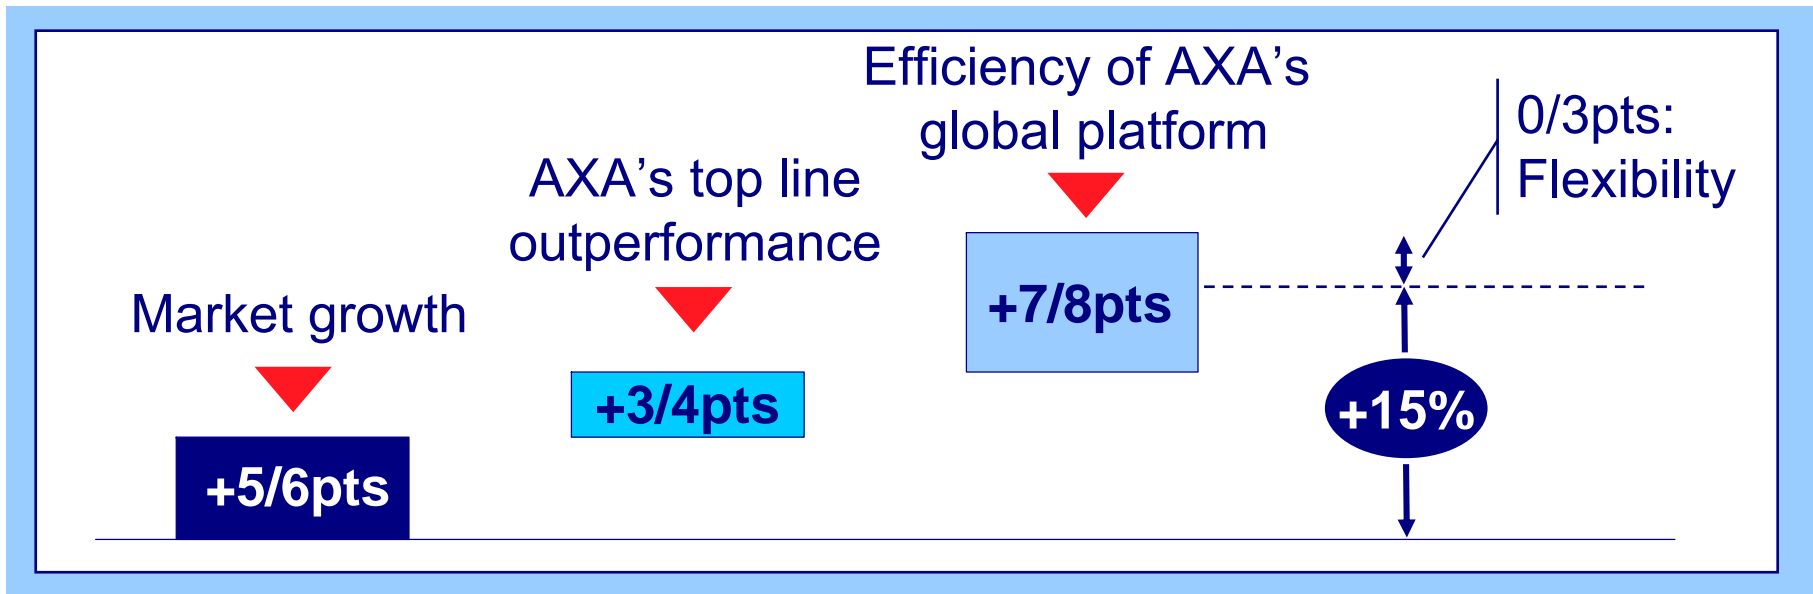 Market growth
+5/6pts
AXA’s top line
outperformance
+3/4pts
Efficiency of AXA’s
global platform
+7/8pts
0/3pts:
Flexibility
+15%